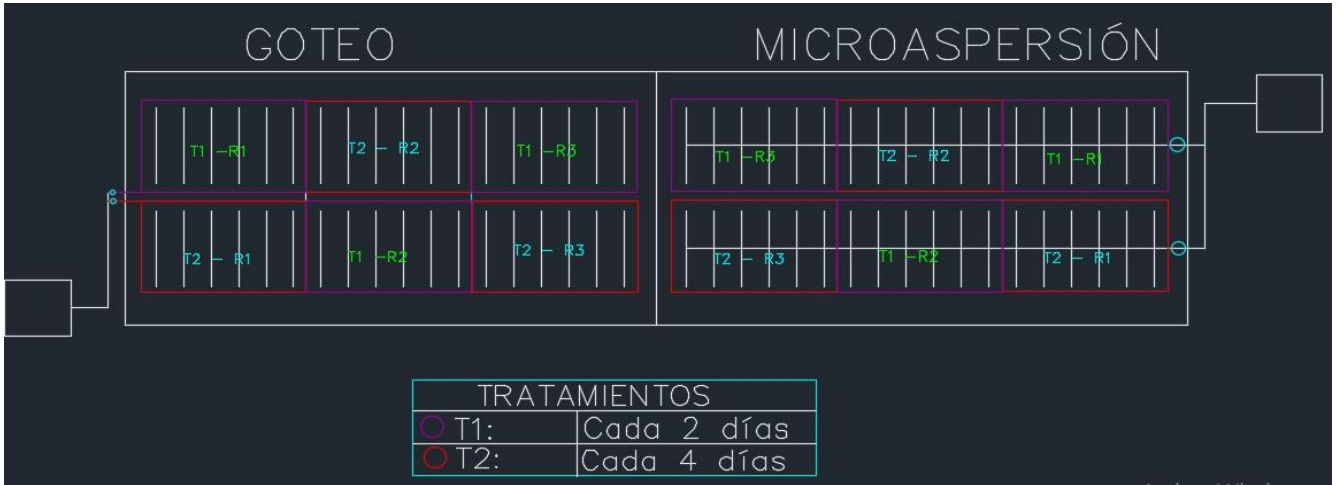 GOTEO MICROASPERSIÓN
T1 -R1 T2 - R2 T1 -R3 T1 -R3 T2 - R2 T1 -R1
T2 - R1 T1 -R2 T2 - R3 T2 - R3 T1 -R2 T2 - R1
TRATAMIENTOS
T1: Cada 2 días
T2: Cada 4 días